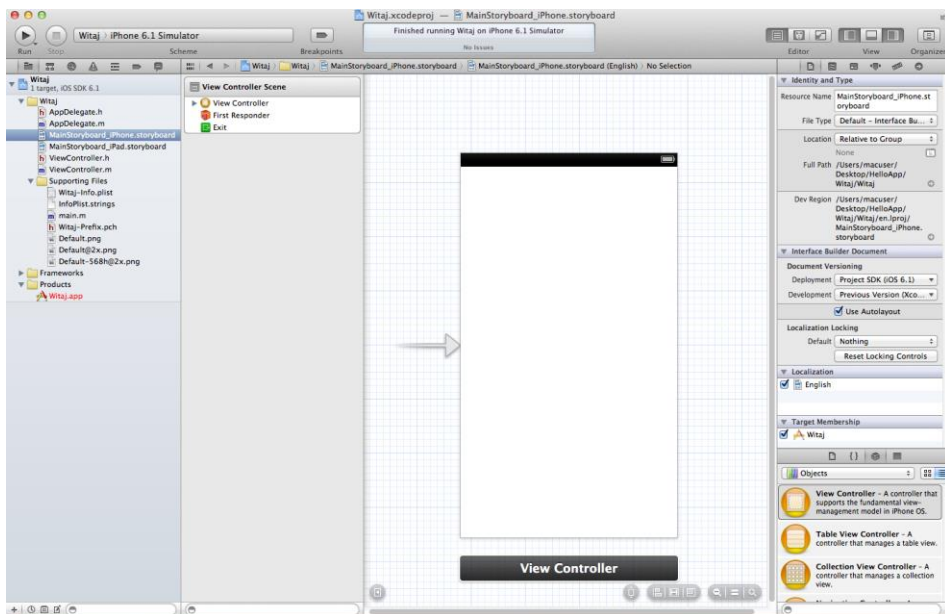 Witaj.xcodeproj — MainStoryboard_iPhone.storyboard
Witaj › iPhone 6.1 Simulator
Finished running Witaj on iPhone 6.1 Simulator
No Issues
Run Stop Scheme Breakpoints Editor View Organizer
Witaj › Witaj › MainStoryboard_iPhone.storyboard › MainStoryboard_iPhone.storyboard (English) › No Selection
Witaj
1 target, iOS SDK 6.1
Witaj
AppDelegate.h
AppDelegate.m
MainStoryboard_iPhone.storyboard
MainStoryboard_iPad.storyboard
ViewController.h
ViewController.m
Supporting Files
Witaj-Info.plist
InfoPlist.strings
main.m
Witaj-Prefix.pch
Default.png
Default@2x.png
Default-568h@2x.png
Frameworks
Products
Witaj.app
View Controller Scene
View Controller
First Responder
Exit
View Controller
Identity and Type
Resource Name MainStoryboard_iPhone.st
oryboard
File Type Default - Interface Bu...
Location Relative to Group
None
Full Path /Users/macuser/
Desktop/HelloApp/
Witaj/Witaj
Dev Region /Users/macuser/
Desktop/HelloApp/
Witaj/Witaj/en.lproj/
MainStoryboard_iPhone.
storyboard
Interface Builder Document
Document Versioning
Deployment Project SDK (iOS 6.1)
Development Previous Version (Xco...
Use Autolayout
Localization Locking
Default Nothing
Reset Locking Controls
Localization
English
Target Membership
Witaj
Objects
View Controller - A controller that
supports the fundamental view-
management model in iPhone OS.
Table View Controller - A
controller that manages a table view.
Collection View Controller - A
controller that manages a collection
view.